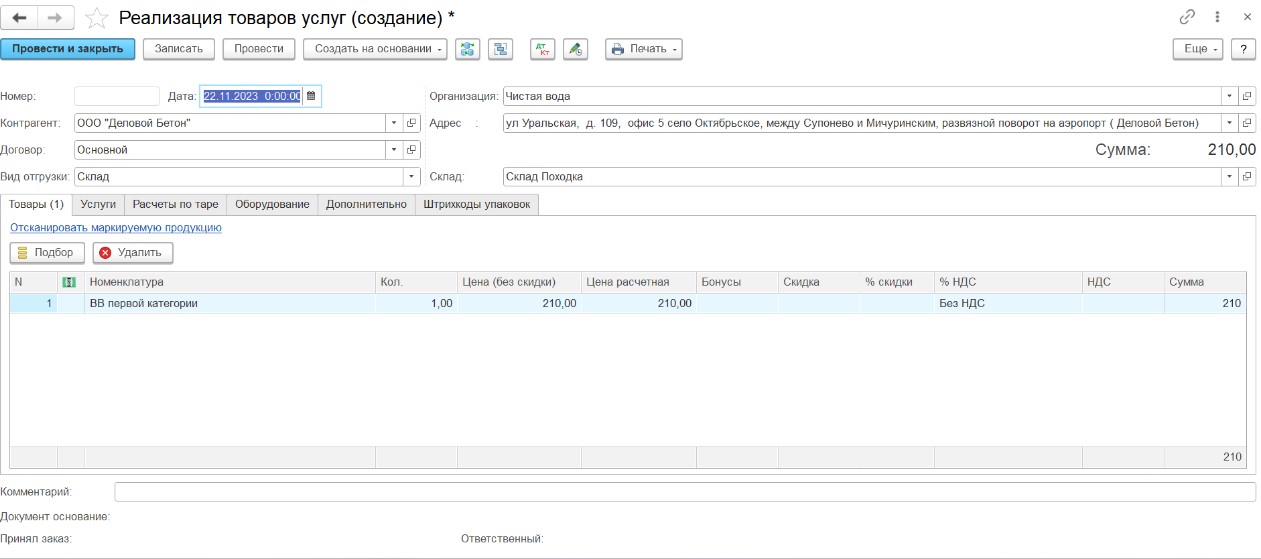 Реализация товаров услуг (создание) *
Провести и закрыть Записать Провести Создать на основании Дт Кт Печать Еще ?
Номер: Дата: 22.11.2023 0:00:00 Организация: Чистая вода
Контрагент: ООО "Деловой Бетон" Адрес : ул Уральская, д. 109, офис 5 село Октябрьское, между Супонево и Мичуринским, развязной поворот на аэропорт ( Деловой Бетон)
Договор: Основной Сумма: 210,00
Вид отгрузки: Склад Склад: Склад Походка
Товары (1) Услуги Расчеты по таре Оборудование Дополнительно Штрихкоды упаковок
Отсканировать маркируемую продукцию
Подбор Удалить
N Номенклатура Кол. Цена (без скидки) Цена расчетная Бонусы Скидка % скидки % НДС НДС Сумма
1 ВВ первой категории 1,00 210,00 210,00 Без НДС 210
210
Комментарий:
Документ основание:
Принял заказ: Ответственный: